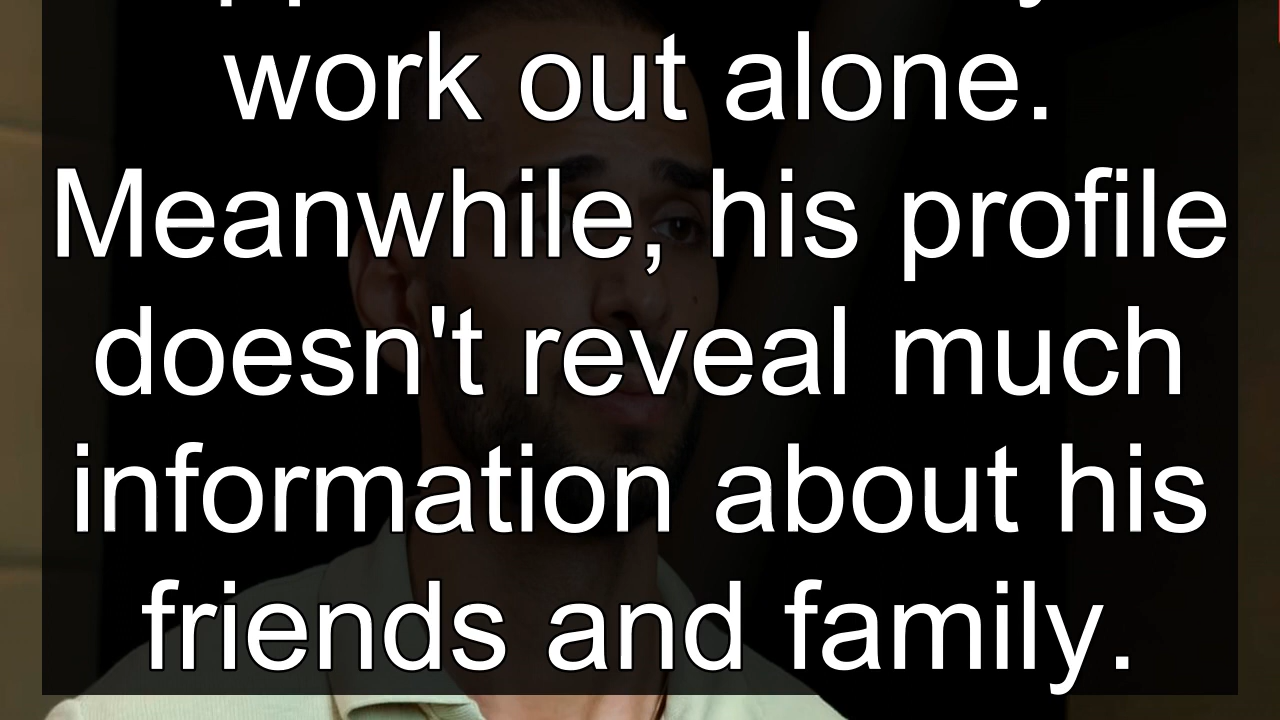 work out alone.
Meanwhile, his profile
doesn't reveal much
information about his
friends and family.